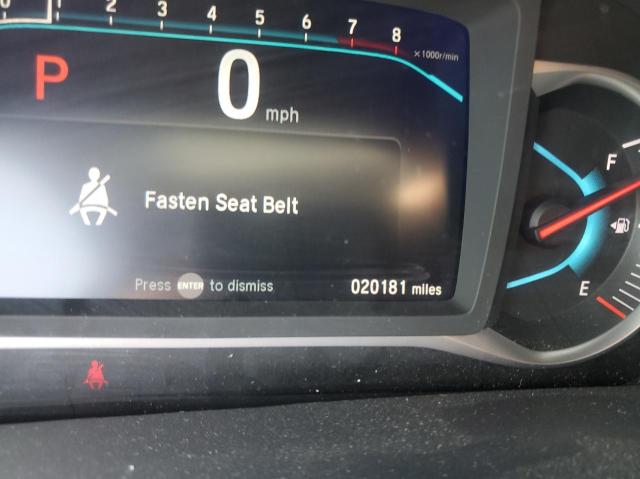 0 1 2 3 4 5 6 7 8
×1000r/min
P
0 mph
F
Fasten Seat Belt
E
Press ENTER to dismiss
020181 miles